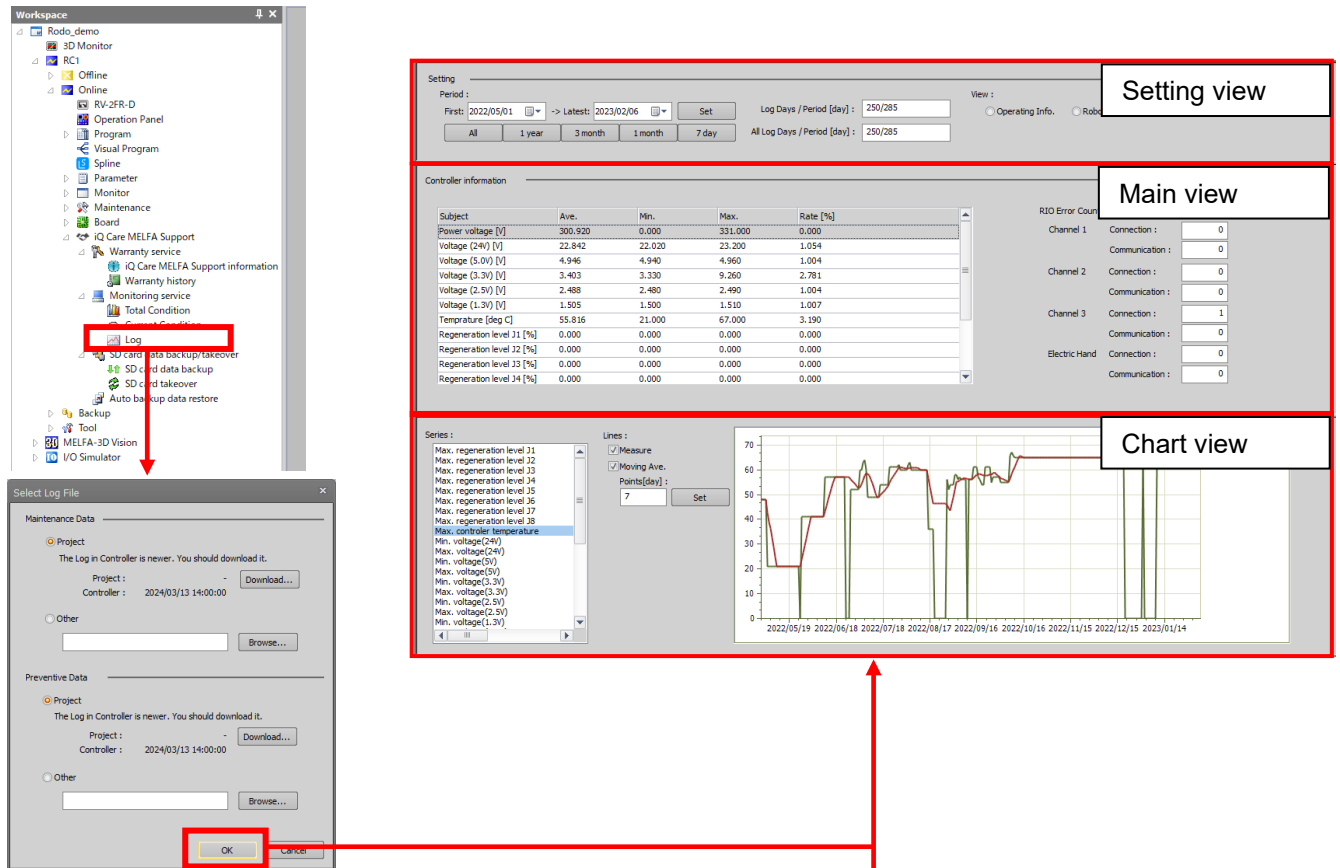 Workspace
Rodo_demo
3D Monitor
RC1
Offline
Online
RV-2FR-D
Operation Panel
Program
Visual Program
Spline
Parameter
Monitor
Maintenance
Board
iQ Care MELFA Support
Warranty service
iQ Care MELFA Support information
Warranty history
Monitoring service
Total Condition
Current Condition
Log
SD card data backup/takeover
SD card data backup
SD card takeover
Auto backup data restore
Backup
Tool
MELFA-3D Vision
I/O Simulator
Select Log File
Maintenance Data
Project
The Log in Controller is newer. You should download it.
Project : - Download...
Controller : 2024/03/13 14:00:00
Other
Browse...
Preventive Data
Project
The Log in Controller is newer. You should download it.
Project : - Download...
Controller : 2024/03/13 14:00:00
Other
Browse...
OK Cancel
Setting
Setting view
Period :
First: 2022/05/01 -> Latest: 2023/02/06 Set
All 1 year 3 month 1 month 7 day
Log Days / Period [day] : 250/285
All Log Days / Period [day] : 250/285
View :
Operating Info.
Controller information
Main view
Subject Ave. Min. Max. Rate [%]
Power voltage [V] 300.920 0.000 331.000 0.000
Voltage (24V) [V] 22.842 22.020 23.200 1.054
Voltage (5.0V) [V] 4.946 4.940 4.960 1.004
Voltage (3.3V) [V] 3.403 3.330 9.260 2.781
Voltage (2.5V) [V] 2.488 2.480 2.490 1.004
Voltage (1.3V) [V] 1.505 1.500 1.510 1.007
Temprature [deg C] 55.816 21.000 67.000 3.190
Regeneration level J1 [%] 0.000 0.000 0.000 0.000
Regeneration level J2 [%] 0.000 0.000 0.000 0.000
Regeneration level J3 [%] 0.000 0.000 0.000 0.000
Regeneration level J4 [%] 0.000 0.000 0.000 0.000
RIO Error Coun
Channel 1 Connection : 0
Communication : 0
Channel 2 Connection : 0
Communication : 0
Channel 3 Connection : 1
Communication : 0
Electric Hand Connection : 0
Communication : 0
Chart view
Series :
Max. regeneration level J1
Max. regeneration level J2
Max. regeneration level J3
Max. regeneration level J4
Max. regeneration level J5
Max. regeneration level J6
Max. regeneration level J7
Max. regeneration level J8
Max. controler temperature
Min. voltage(24V)
Max. voltage(24V)
Min. voltage(5V)
Max. voltage(5V)
Min. voltage(3.3V)
Max. voltage(3.3V)
Min. voltage(2.5V)
Max. voltage(2.5V)
Min. voltage(1.3V)
Lines :
Measure
Moving Ave.
Points[day] :
7 Set
70
60
50
40
30
20
10
0
2022/05/19 2022/06/18 2022/07/18 2022/08/17 2022/09/16 2022/10/16 2022/11/15 2022/12/15 2023/01/14